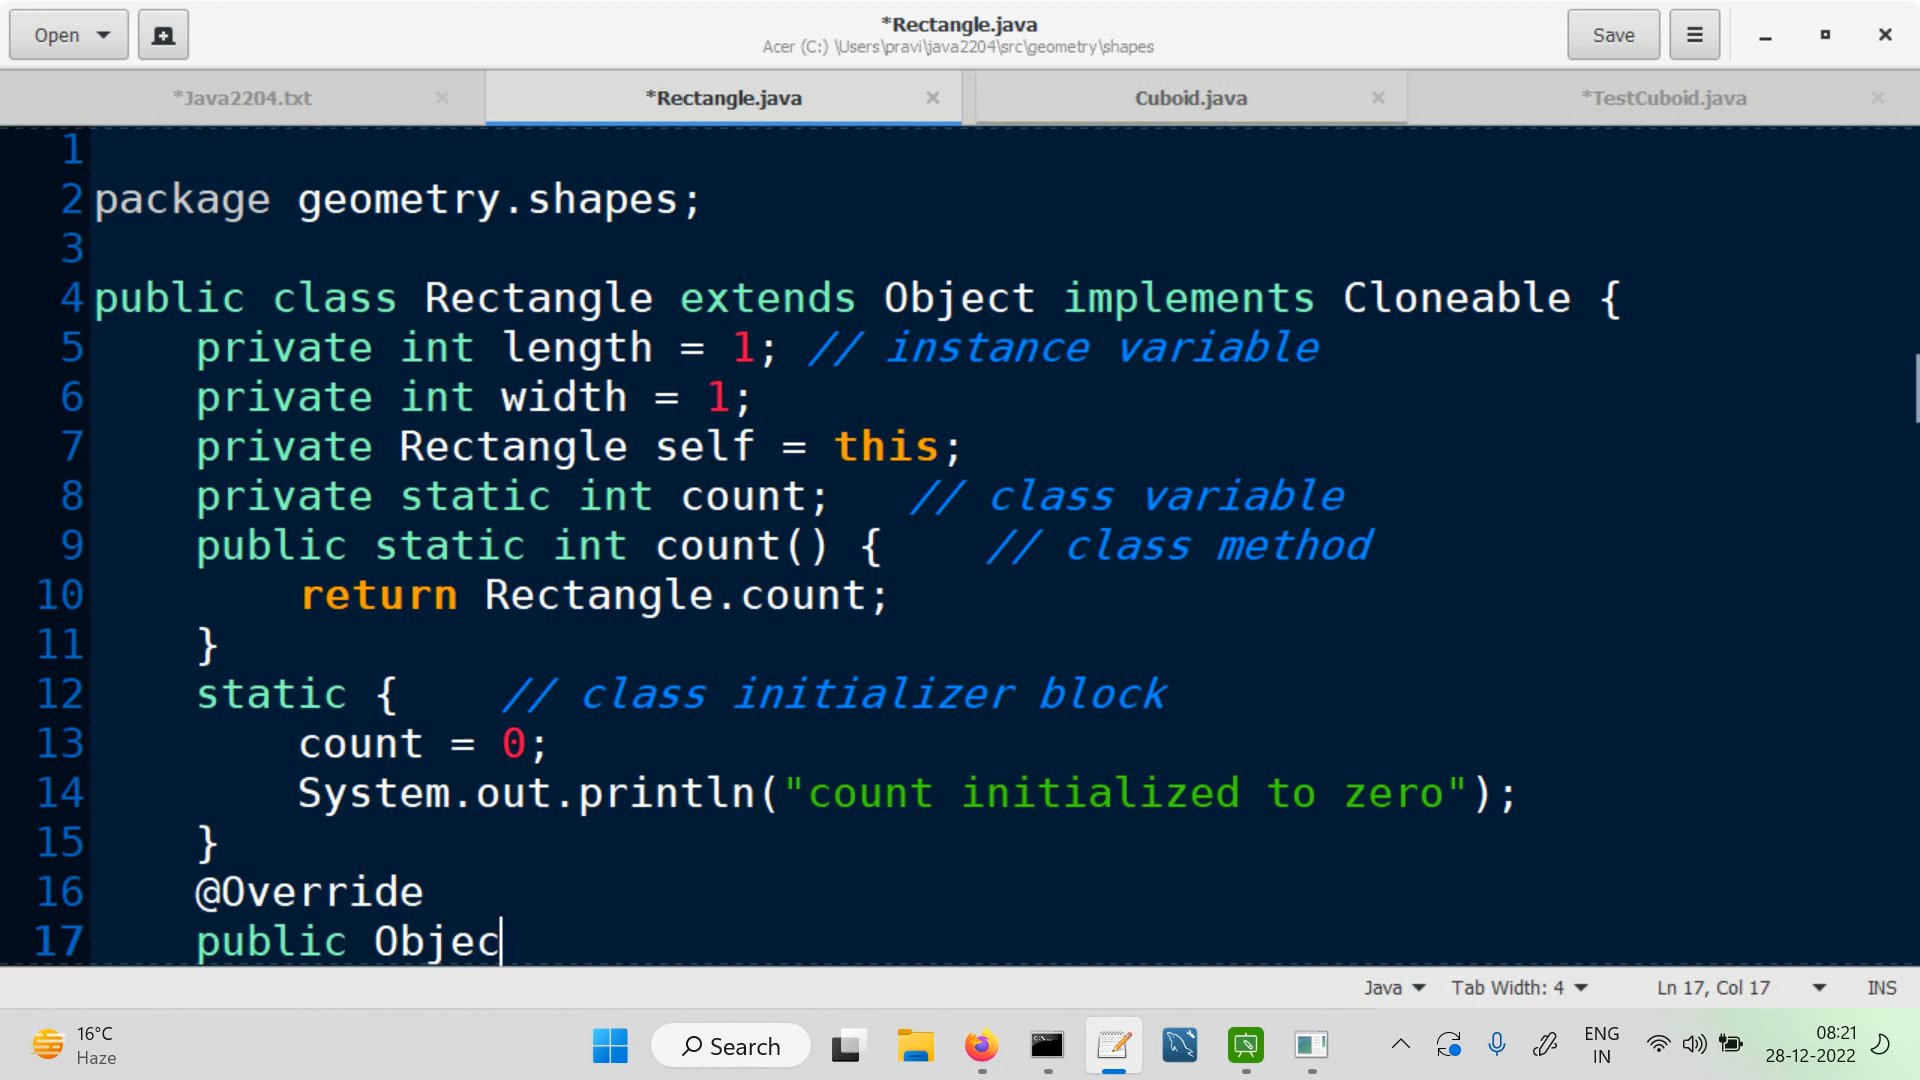 Open
*Rectangle.java
Acer (C:) \Users\pravi\java2204\src\geometry\shapes
Save
*Java2204.txt
*Rectangle.java
Cuboid.java
*TestCuboid.java
1
2 package geometry.shapes;
3
4 public class Rectangle extends Object implements Cloneable {
5 private int length = 1; // instance variable
6 private int width = 1;
7 private Rectangle self = this;
8 private static int count; // class variable
9 public static int count() { // class method
10 return Rectangle.count;
11 }
12 static { // class initializer block
13 count = 0;
14 System.out.println("count initialized to zero");
15 }
16 @Override
17 public Objec
Java Tab Width: 4 Ln 17, Col 17 INS
16°C
Haze
Search
ENG
IN
08:21
28-12-2022